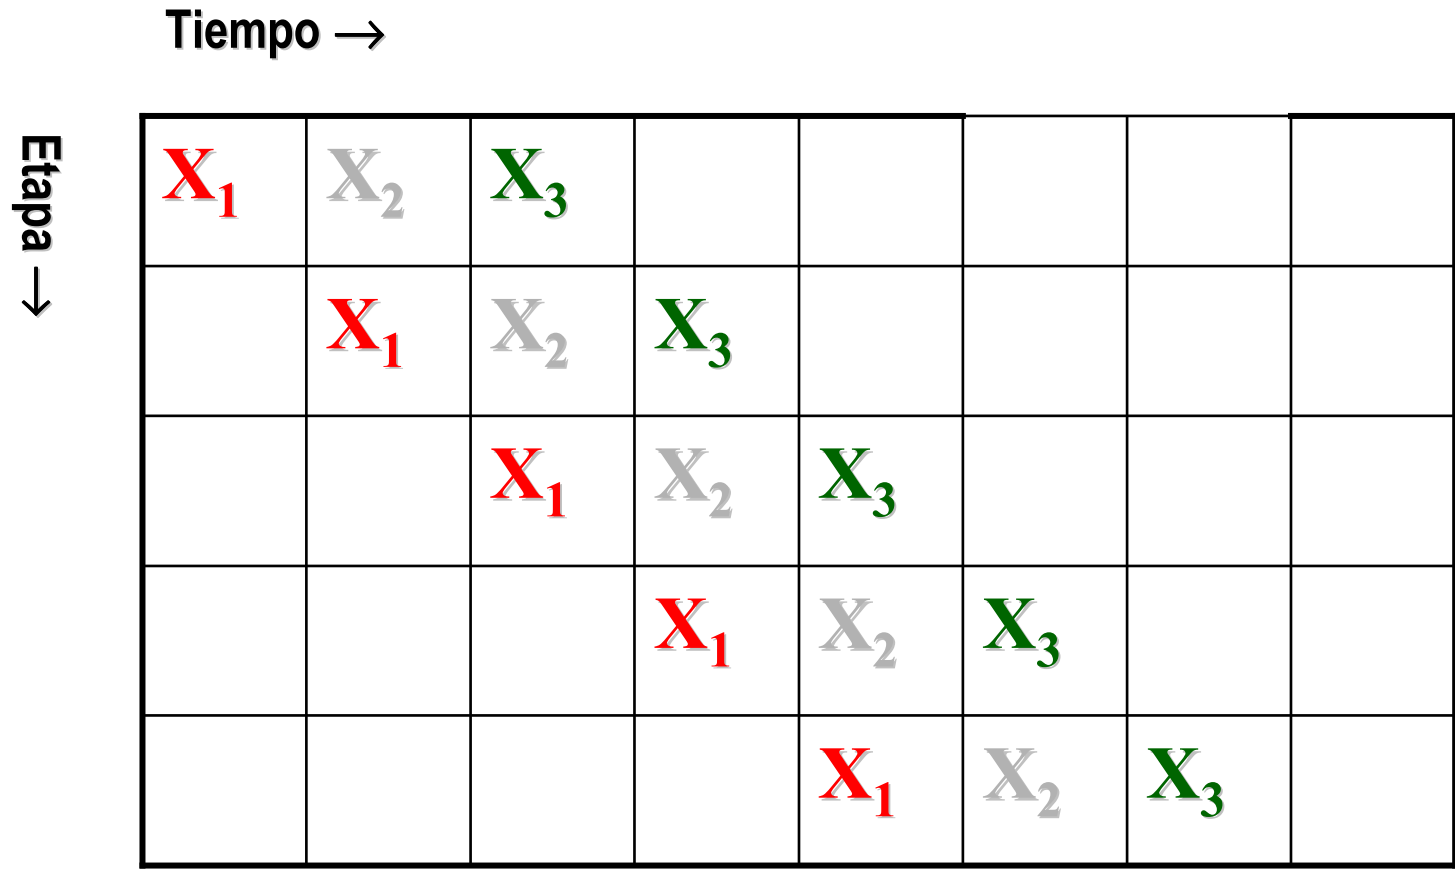 Tiempo →
Etapa →
X₁ X₂ X₃
X₁ X₂ X₃
X₁ X₂ X₃
X₁ X₂ X₃
X₁ X₂ X₃